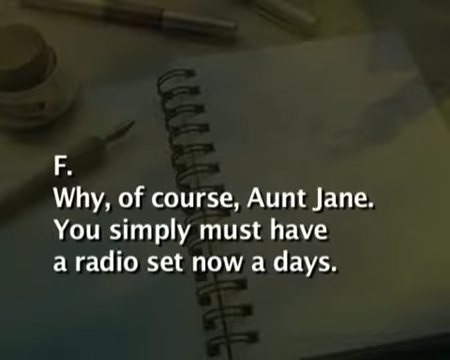 F.
Why, of course, Aunt Jane.
You simply must have
a radio set now a days.